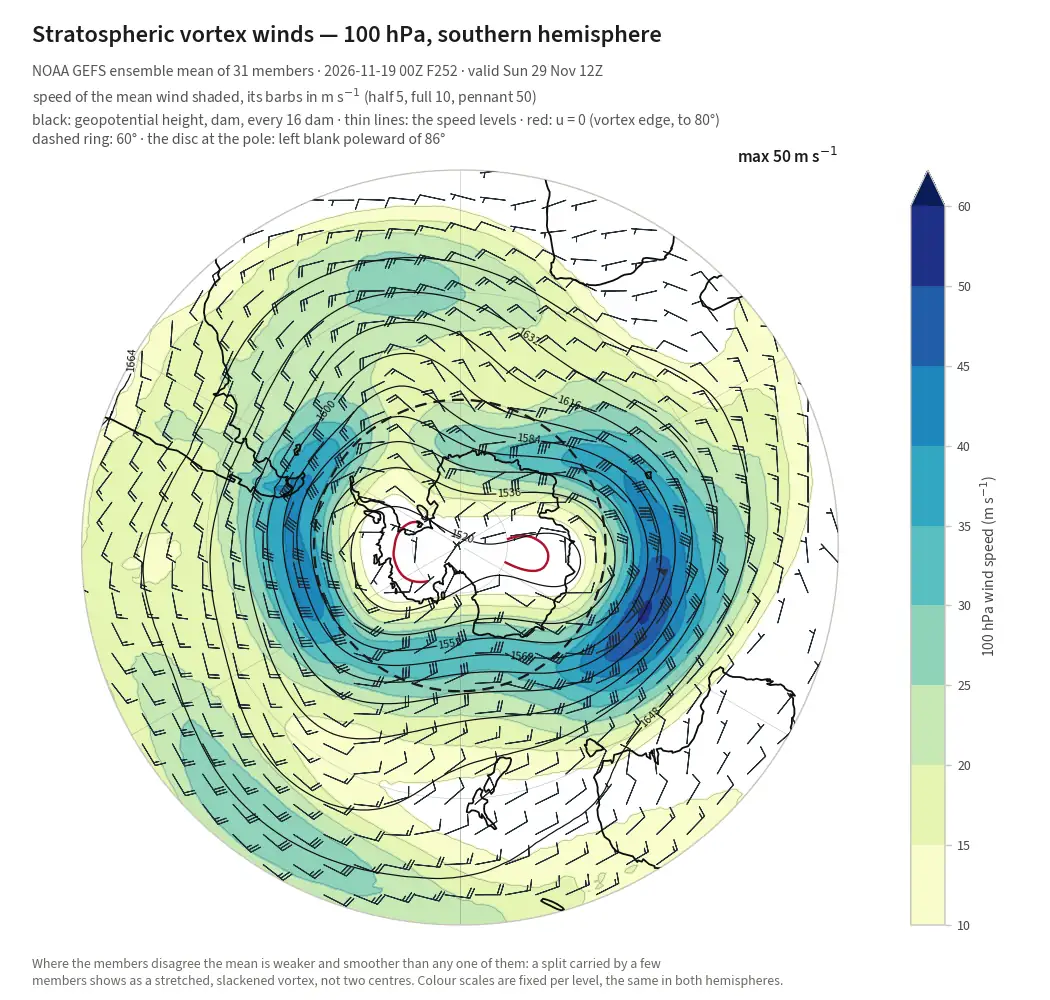 Stratospheric vortex winds — 100 hPa, southern hemisphere
NOAA GEFS ensemble mean of 31 members · 2026-11-19 00Z F252 · valid Sun 29 Nov 12Z
speed of the mean wind shaded, its barbs in m s⁻¹ (half 5, full 10, pennant 50)
black: geopotential height, dam, every 16 dam · thin lines: the speed levels · red: u = 0 (vortex edge, to 80°)
dashed ring: 60° · the disc at the pole: left blank poleward of 86°
max 50 m s⁻¹
60
50
45
40
35
30
25
20
15
10
100 hPa wind speed (m s⁻¹)
1664
1632
1600
1616
1584
1536
1520
1552
1568
1648
Where the members disagree the mean is weaker and smoother than any one of them: a split carried by a few
members shows as a stretched, slackened vortex, not two centres. Colour scales are fixed per level, the same in both hemispheres.